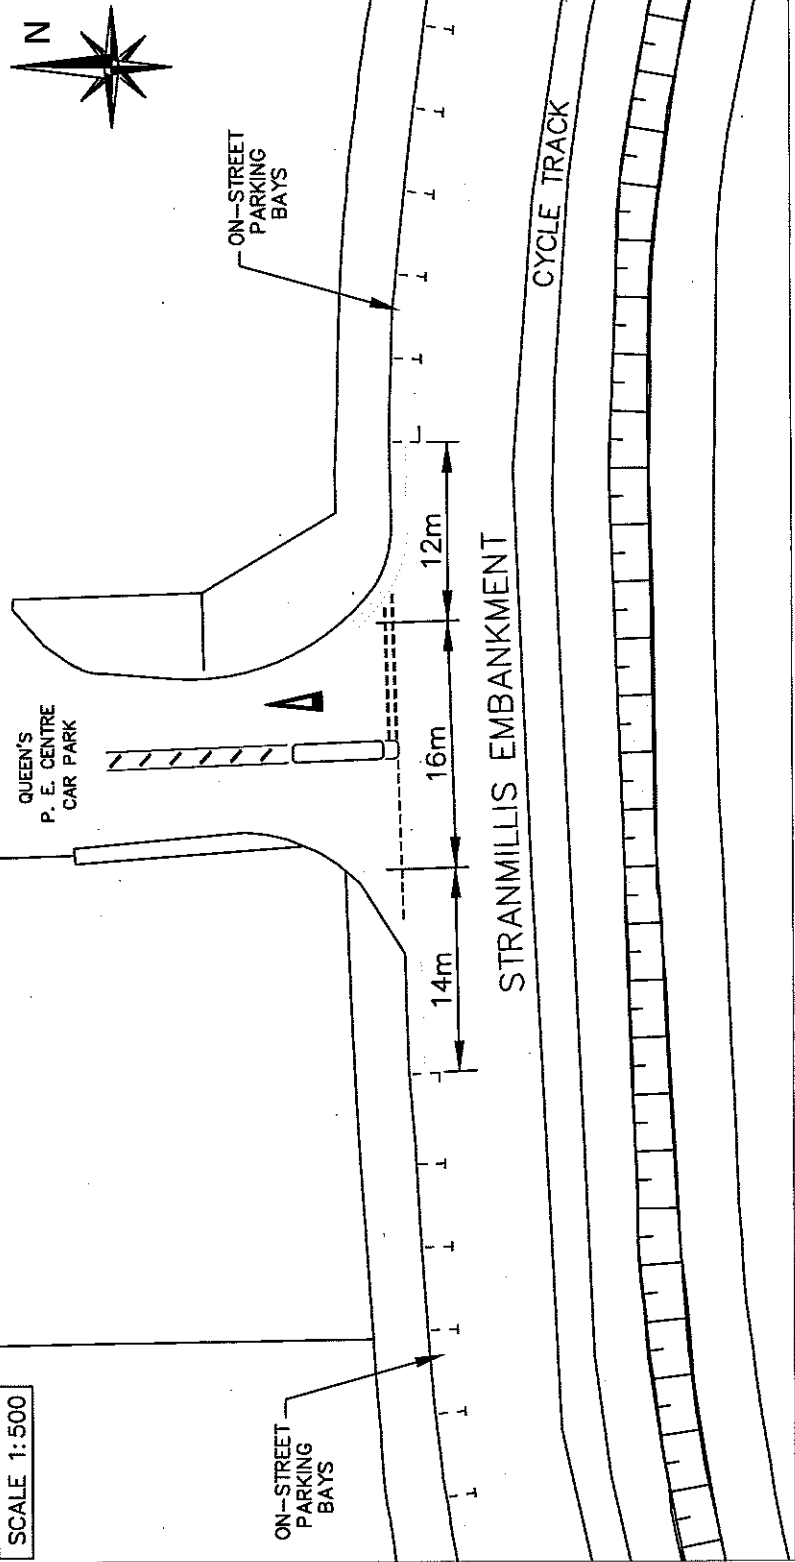 SCALE 1:500
ON-STREET
PARKING
BAYS
QUEEN'S
P. E. CENTRE
CAR PARK
ON-STREET
PARKING
BAYS
N
14m
16m
12m
STRANMILLIS EMBANKMENT
CYCLE TRACK